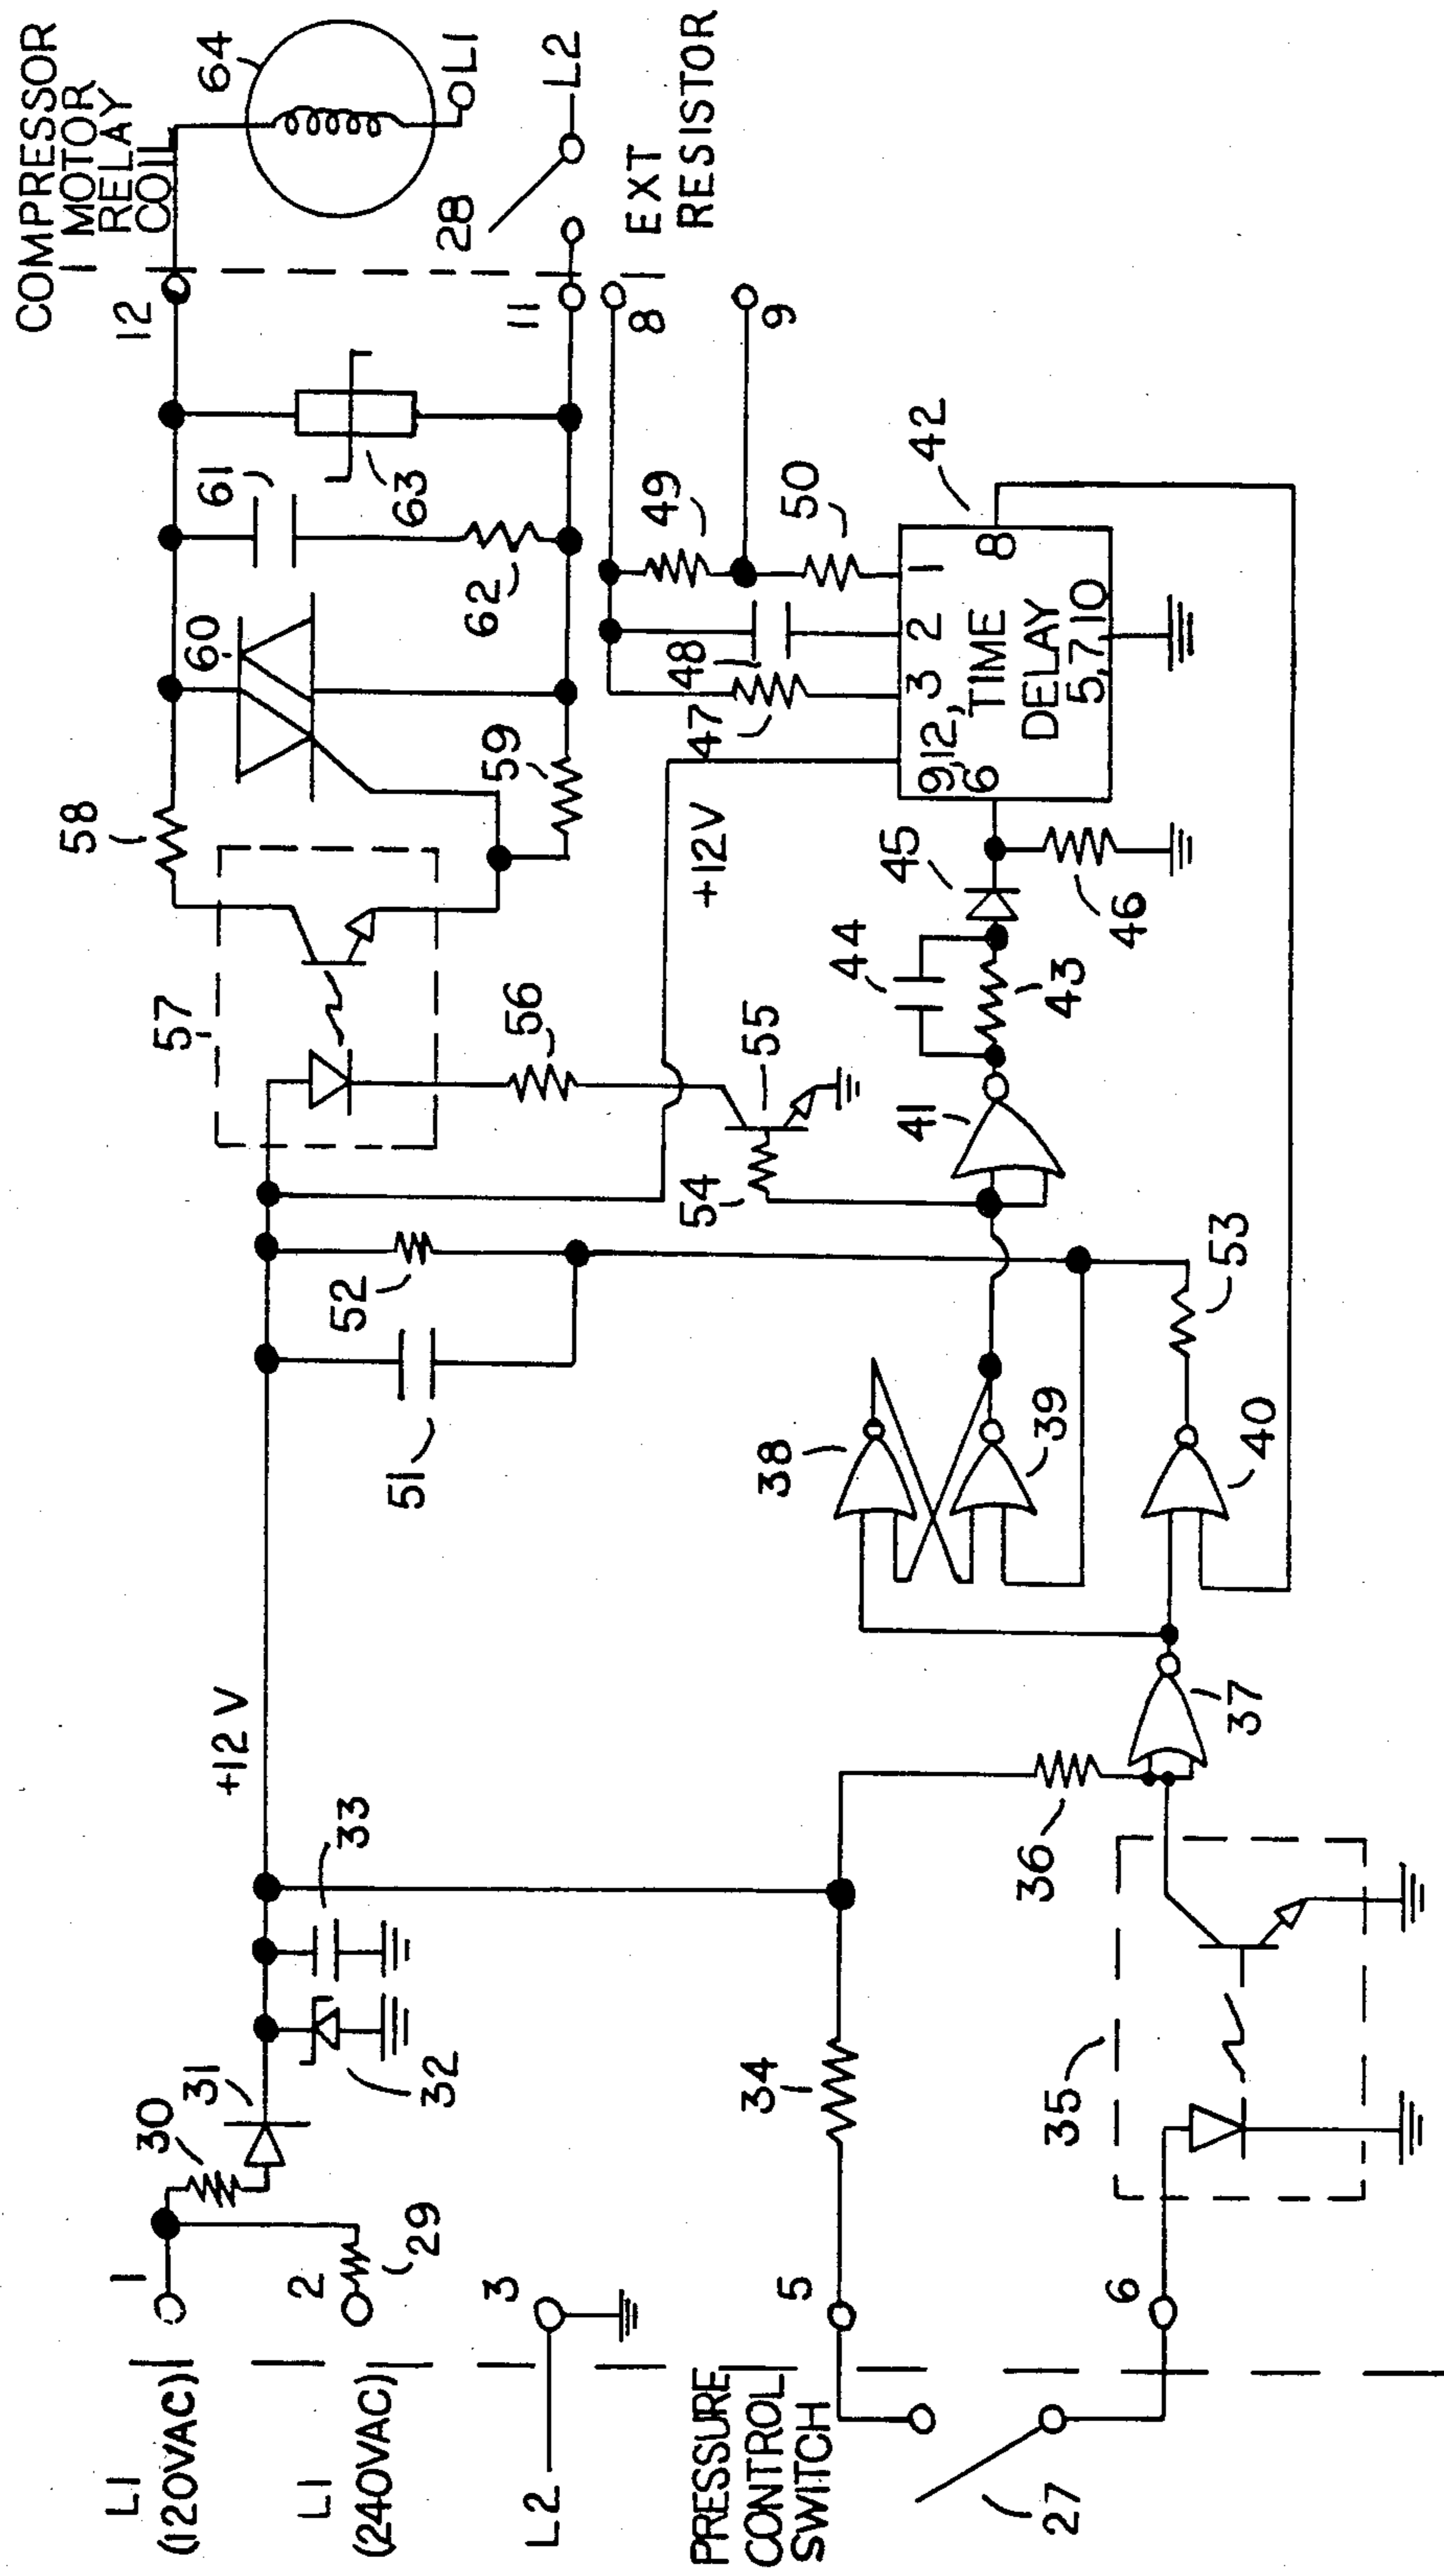 COMPRESSOR
MOTOR
RELAY
COIL
64
L1
L2
28
EXT
RESISTOR
12
11
8
9
61
63
60
62
58
59
57
56
49
50
48
47
42
1
2
3
8
9,12,
6
TIME
DELAY
5,7,10
+12V
45
46
44
43
55
54
41
52
51
53
38
39
40
+12V
33
32
31
30
29
1
2
3
5
6
34
36
37
35
L1
(120VAC)
L1
(240VAC)
L2
PRESSURE
CONTROL
SWITCH
27